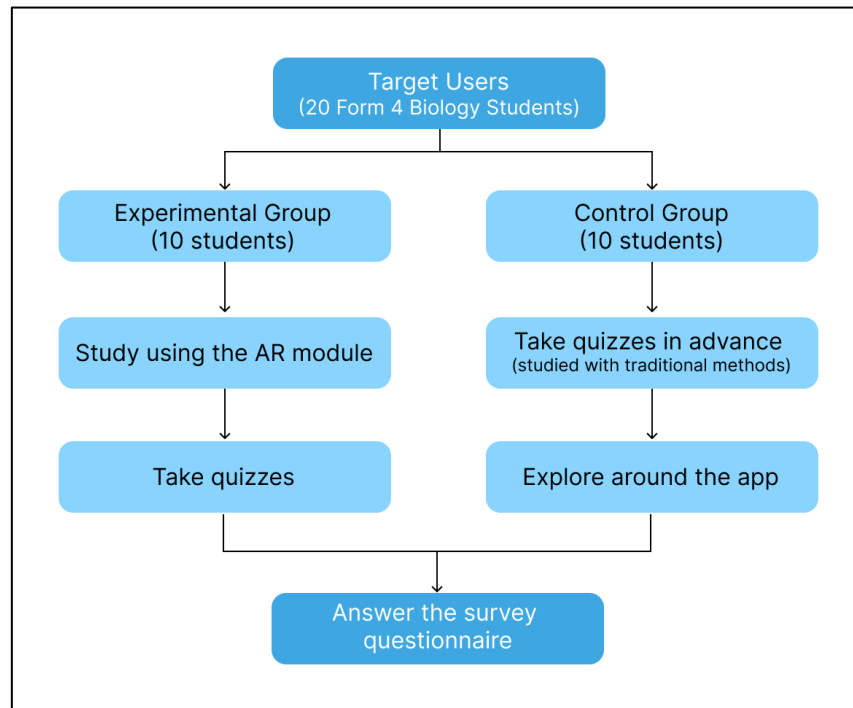 Target Users
(20 Form 4 Biology Students)
Experimental Group
(10 students)
Control Group
(10 students)
Study using the AR module
Take quizzes in advance
(studied with traditional methods)
Take quizzes
Explore around the app
Answer the survey
questionnaire